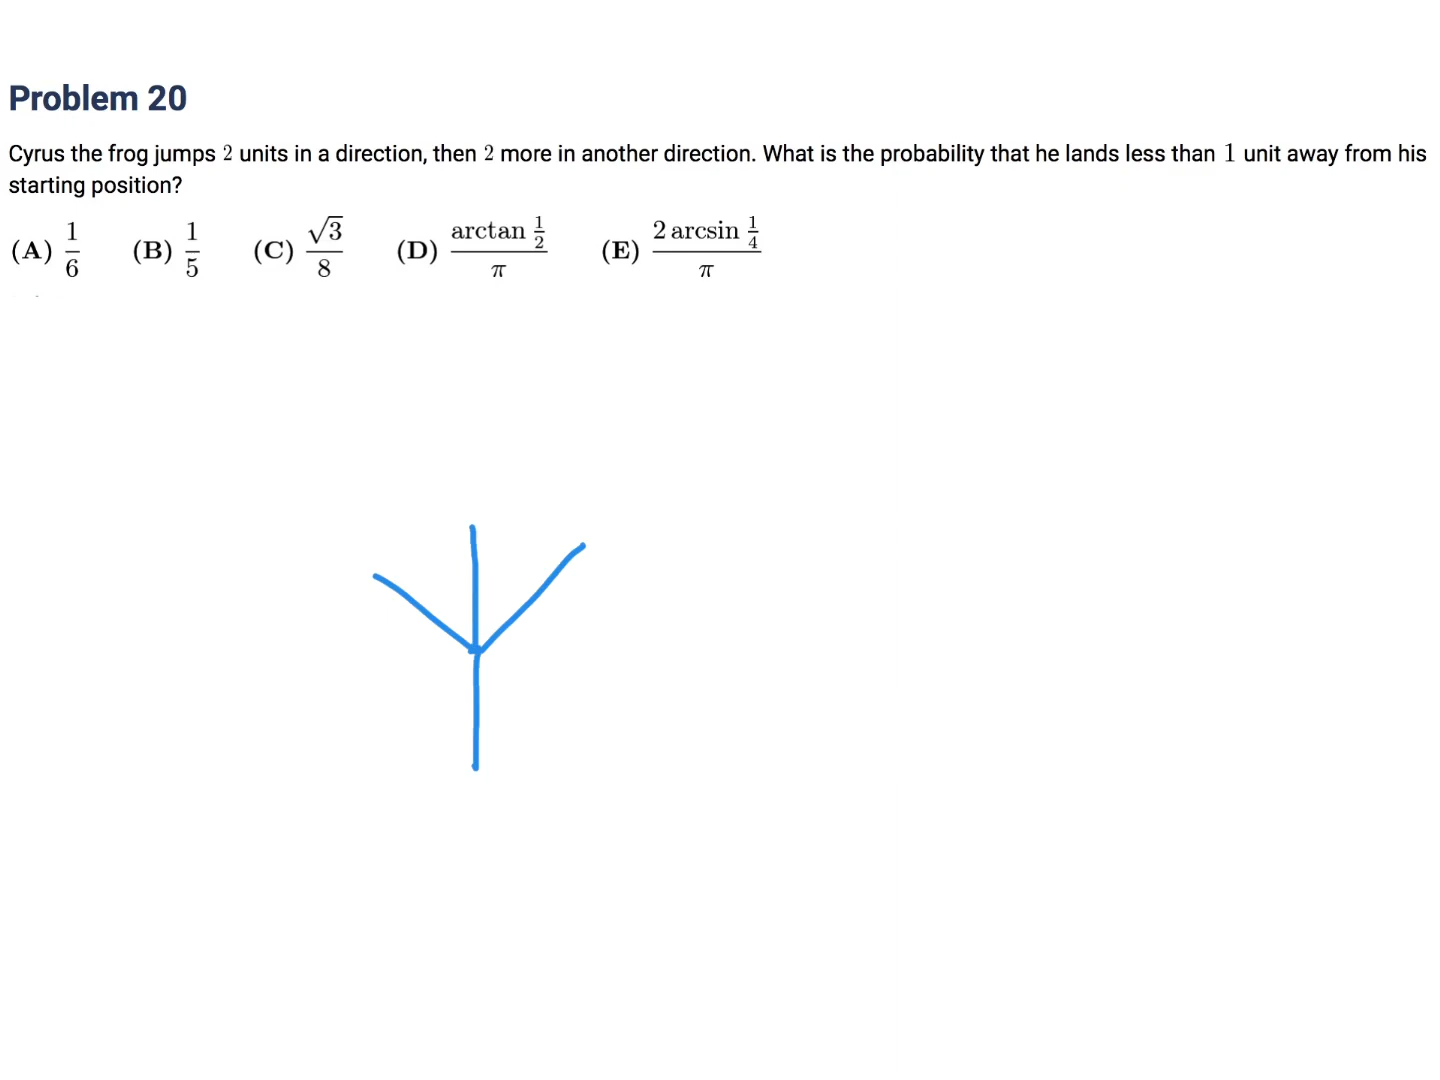 Problem 20
Cyrus the frog jumps 2 units in a direction, then 2 more in another direction. What is the probability that he lands less than 1 unit away from his
starting position?
(A) 1/6 (B) 1/5 (C) √3/8 (D) arctan 1/2 / π (E) 2 arcsin 1/4 / π